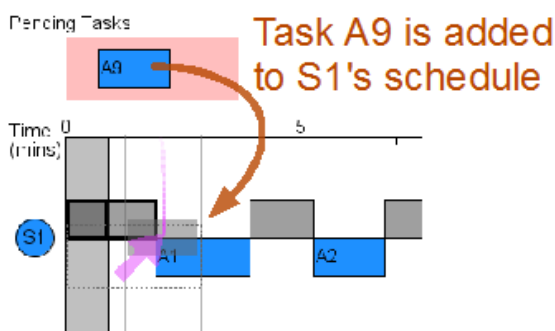 Pending Tasks
Task A9 is added
to S1's schedule
A9
Time 0 5
(mins)
S1
A1
A2